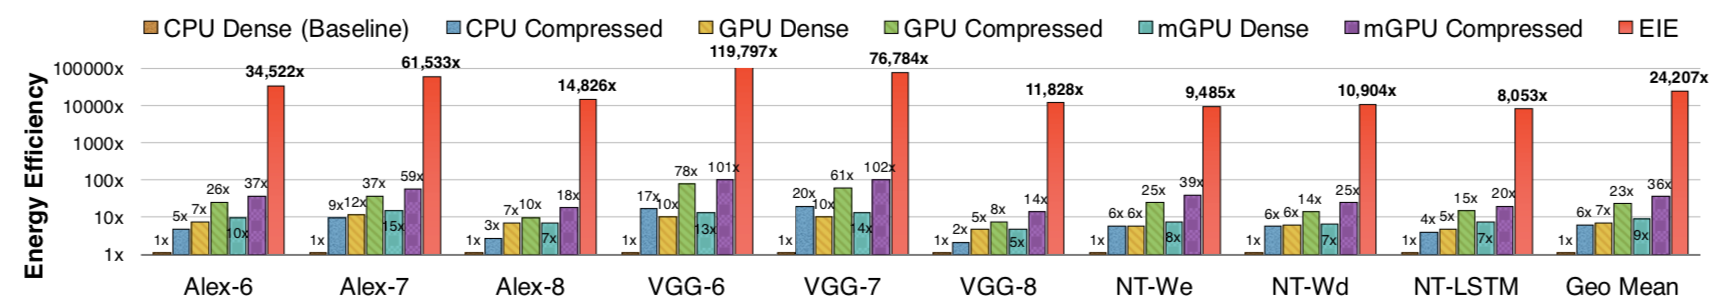 CPU Dense (Baseline) CPU Compressed GPU Dense GPU Compressed mGPU Dense mGPU Compressed EIE
Energy Efficiency
100000x
10000x
1000x
100x
10x
1x
1x 5x 7x 26x 10x 37x 34,522x
1x 9x 12x 37x 15x 59x 61,533x
1x 3x 7x 10x 7x 18x 14,826x
1x 17x 10x 78x 13x 101x 119,797x
1x 20x 10x 61x 14x 102x 76,784x
1x 2x 5x 8x 5x 14x 11,828x
1x 6x 6x 25x 8x 39x 9,485x
1x 6x 6x 14x 7x 25x 10,904x
1x 4x 5x 15x 7x 20x 8,053x
1x 6x 7x 23x 9x 36x 24,207x
Alex-6 Alex-7 Alex-8 VGG-6 VGG-7 VGG-8 NT-We NT-Wd NT-LSTM Geo Mean